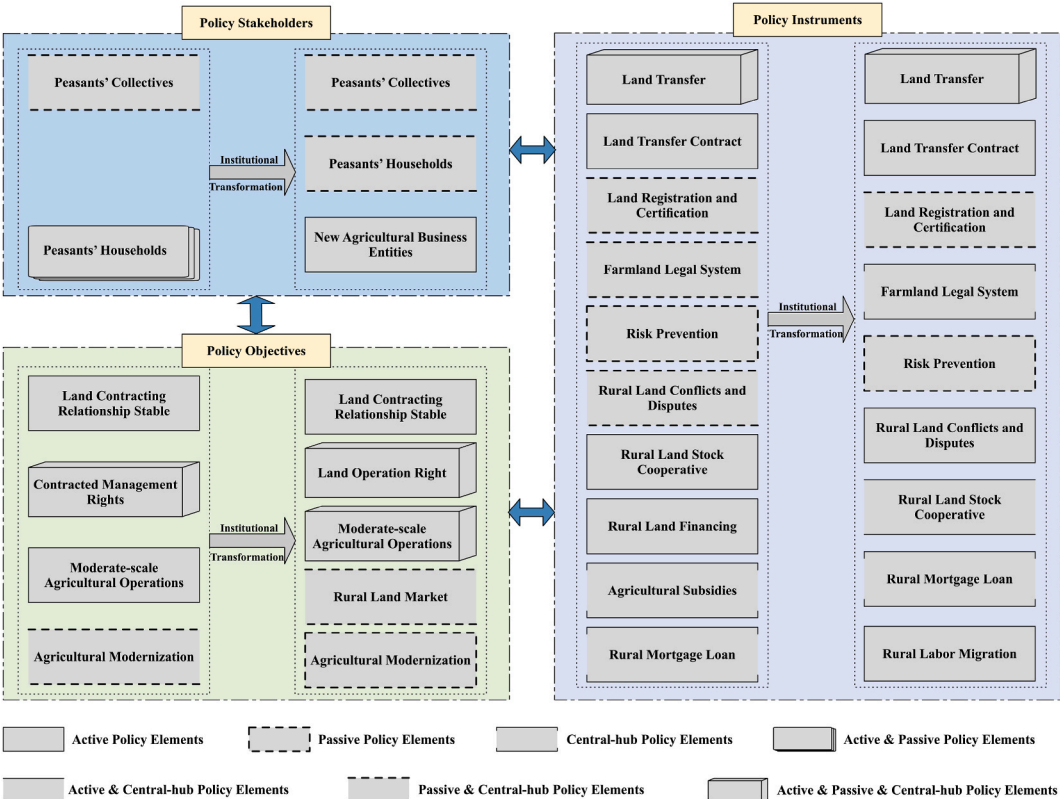 Policy Stakeholders
Peasants' Collectives
Peasants' Households
Institutional
Transformation
Peasants' Collectives
Peasants' Households
New Agricultural Business
Entities
Policy Objectives
Land Contracting
Relationship Stable
Contracted Management
Rights
Moderate-scale
Agricultural Operations
Agricultural Modernization
Institutional
Transformation
Land Contracting
Relationship Stable
Land Operation Right
Moderate-scale
Agricultural Operations
Rural Land Market
Agricultural Modernization
Policy Instruments
Land Transfer
Land Transfer Contract
Land Registration and
Certification
Farmland Legal System
Risk Prevention
Rural Land Conflicts and
Disputes
Rural Land Stock
Cooperative
Rural Land Financing
Agricultural Subsidies
Rural Mortgage Loan
Institutional
Transformation
Land Transfer
Land Transfer Contract
Land Registration and
Certification
Farmland Legal System
Risk Prevention
Rural Land Conflicts and
Disputes
Rural Land Stock
Cooperative
Rural Mortgage Loan
Rural Labor Migration
Active Policy Elements
Passive Policy Elements
Central-hub Policy Elements
Active & Passive Policy Elements
Active & Central-hub Policy Elements
Passive & Central-hub Policy Elements
Active & Passive & Central-hub Policy Elements